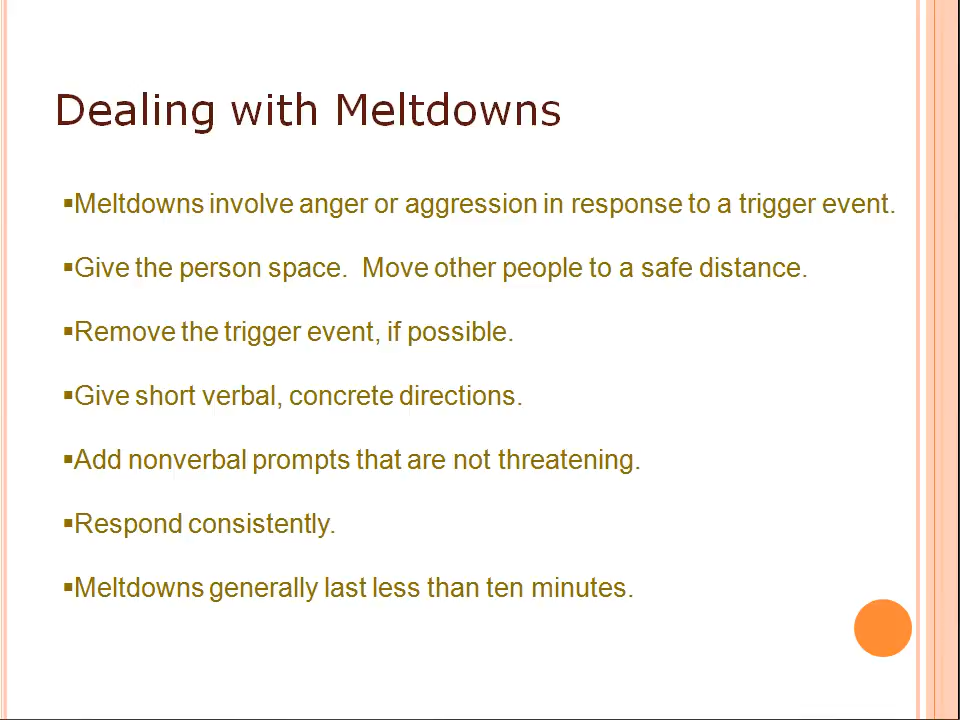 Dealing with Meltdowns
▪Meltdowns involve anger or aggression in response to a trigger event.
▪Give the person space.  Move other people to a safe distance.
▪Remove the trigger event, if possible.
▪Give short verbal, concrete directions.
▪Add nonverbal prompts that are not threatening.
▪Respond consistently.
▪Meltdowns generally last less than ten minutes.